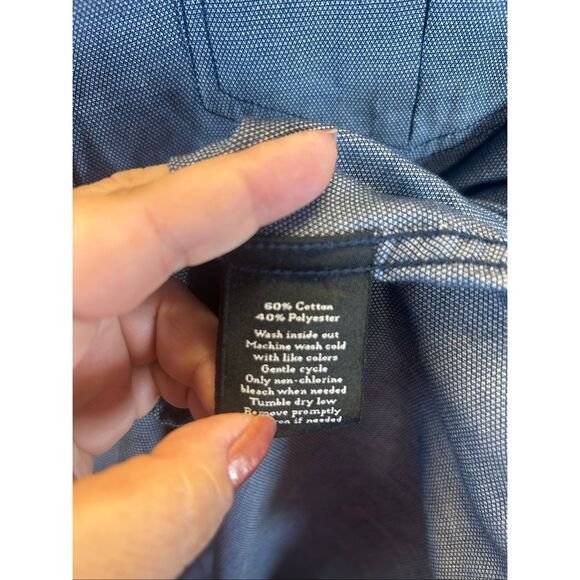 60% Cotton
40% Polyester
Wash inside out
Machine wash cold
with like colors
Gentle cycle
Only non-chlorine
bleach when needed
Tumble dry low
Remove promptly
if needed